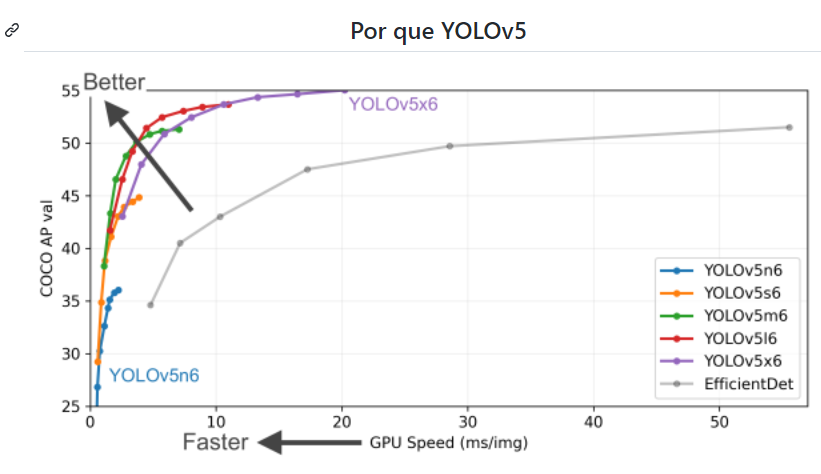 Por que YOLOv5
Better
55
YOLOv5x6
50
45
40
35
30
25
COCO AP val
YOLOv5n6
YOLOv5n6
YOLOv5s6
YOLOv5m6
YOLOv5l6
YOLOv5x6
EfficientDet
0 10 20 30 40 50
Faster GPU Speed (ms/img)